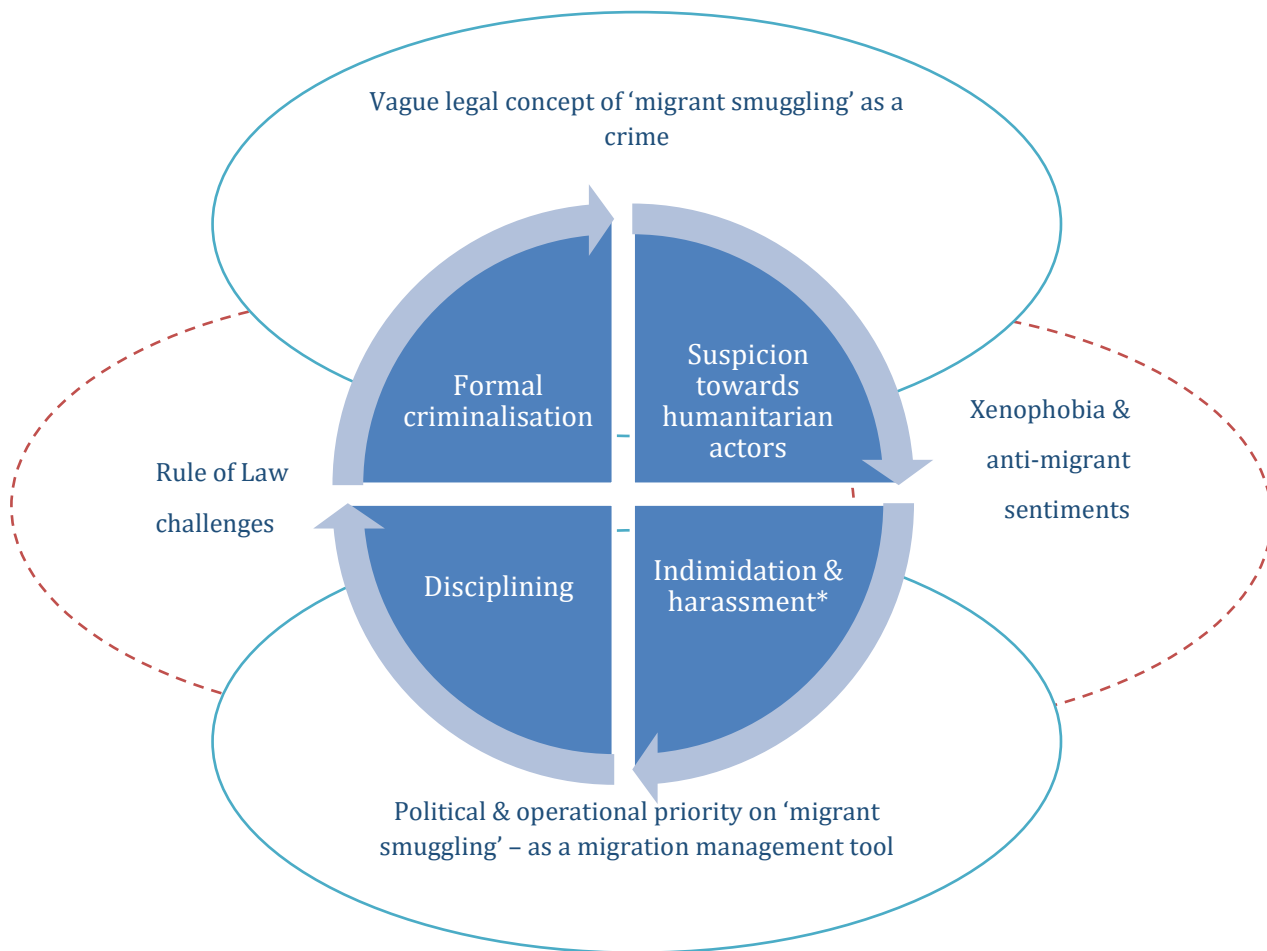 Vague legal concept of ‘migrant smuggling’ as a
crime
Formal
criminalisation
Suspicion
towards
humanitarian
actors
Rule of Law
challenges
Xenophobia &
anti-migrant
sentiments
Disciplining
Indimidation &
harassment*
Political & operational priority on ‘migrant
smuggling’ – as a migration management tool